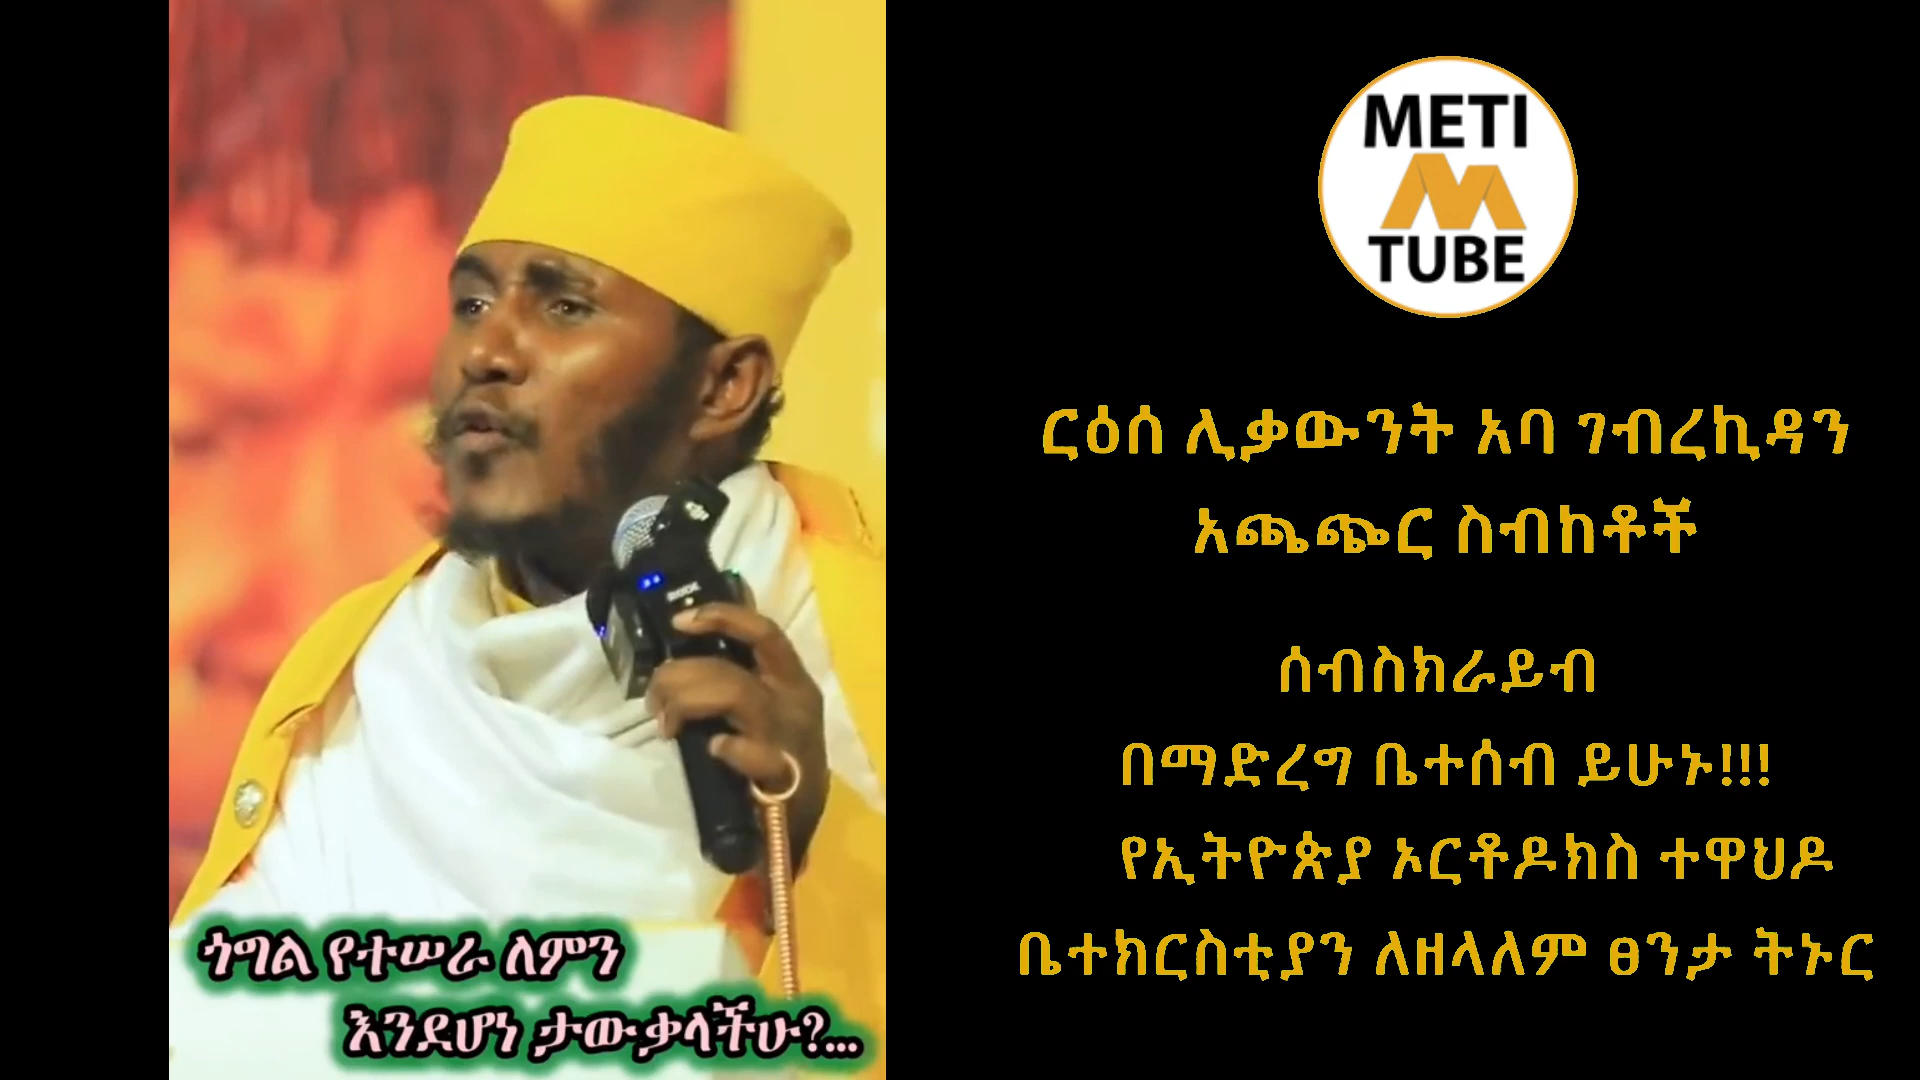 METI
TUBE
ርዕሰ ሊቃውንት አባ ገብረኪዳን
አጫጭር ስብከቶች
ሰብስክራይብ
በማድረግ ቤተሰብ ይሁኑ!!!
የኢትዮጵያ ኦርቶዶክስ ተዋህዶ
ቤተክርስቲያን ለዘላለም ፀንታ ትኑር
ጎግል የተሠራ ለምን
እንደሆነ ታውቃላችሁ?...